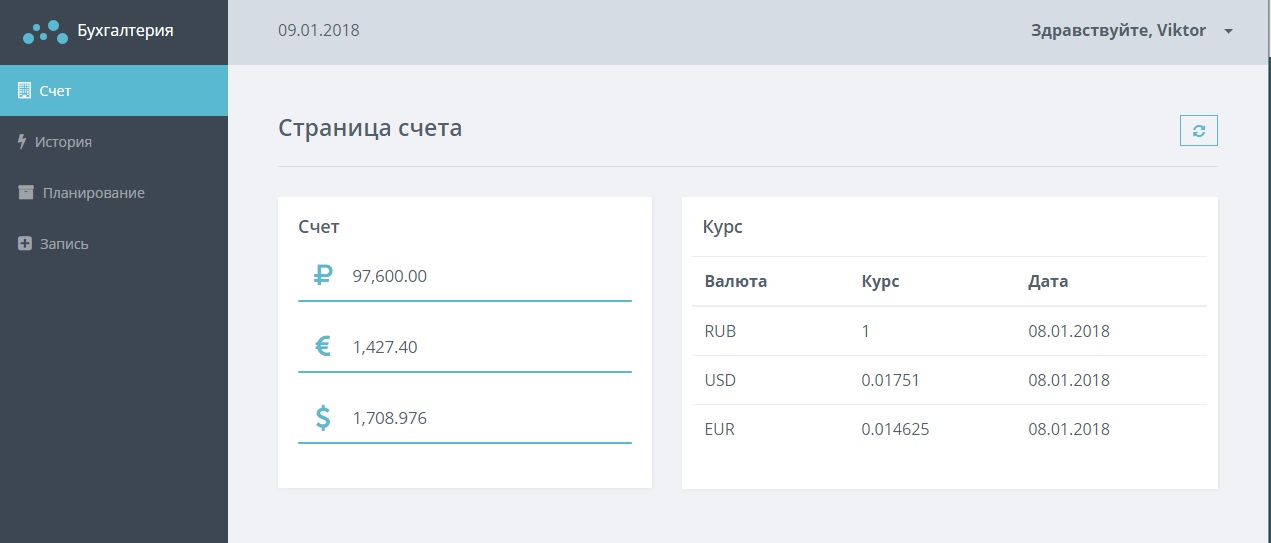 Бухгалтерия
09.01.2018
Здравствуйте, Viktor
Счет
История
Планирование
Запись
Страница счета
Счет
₽ 97,600.00
€ 1,427.40
$ 1,708.976
Курс
Валюта Курс Дата
RUB 1 08.01.2018
USD 0.01751 08.01.2018
EUR 0.014625 08.01.2018